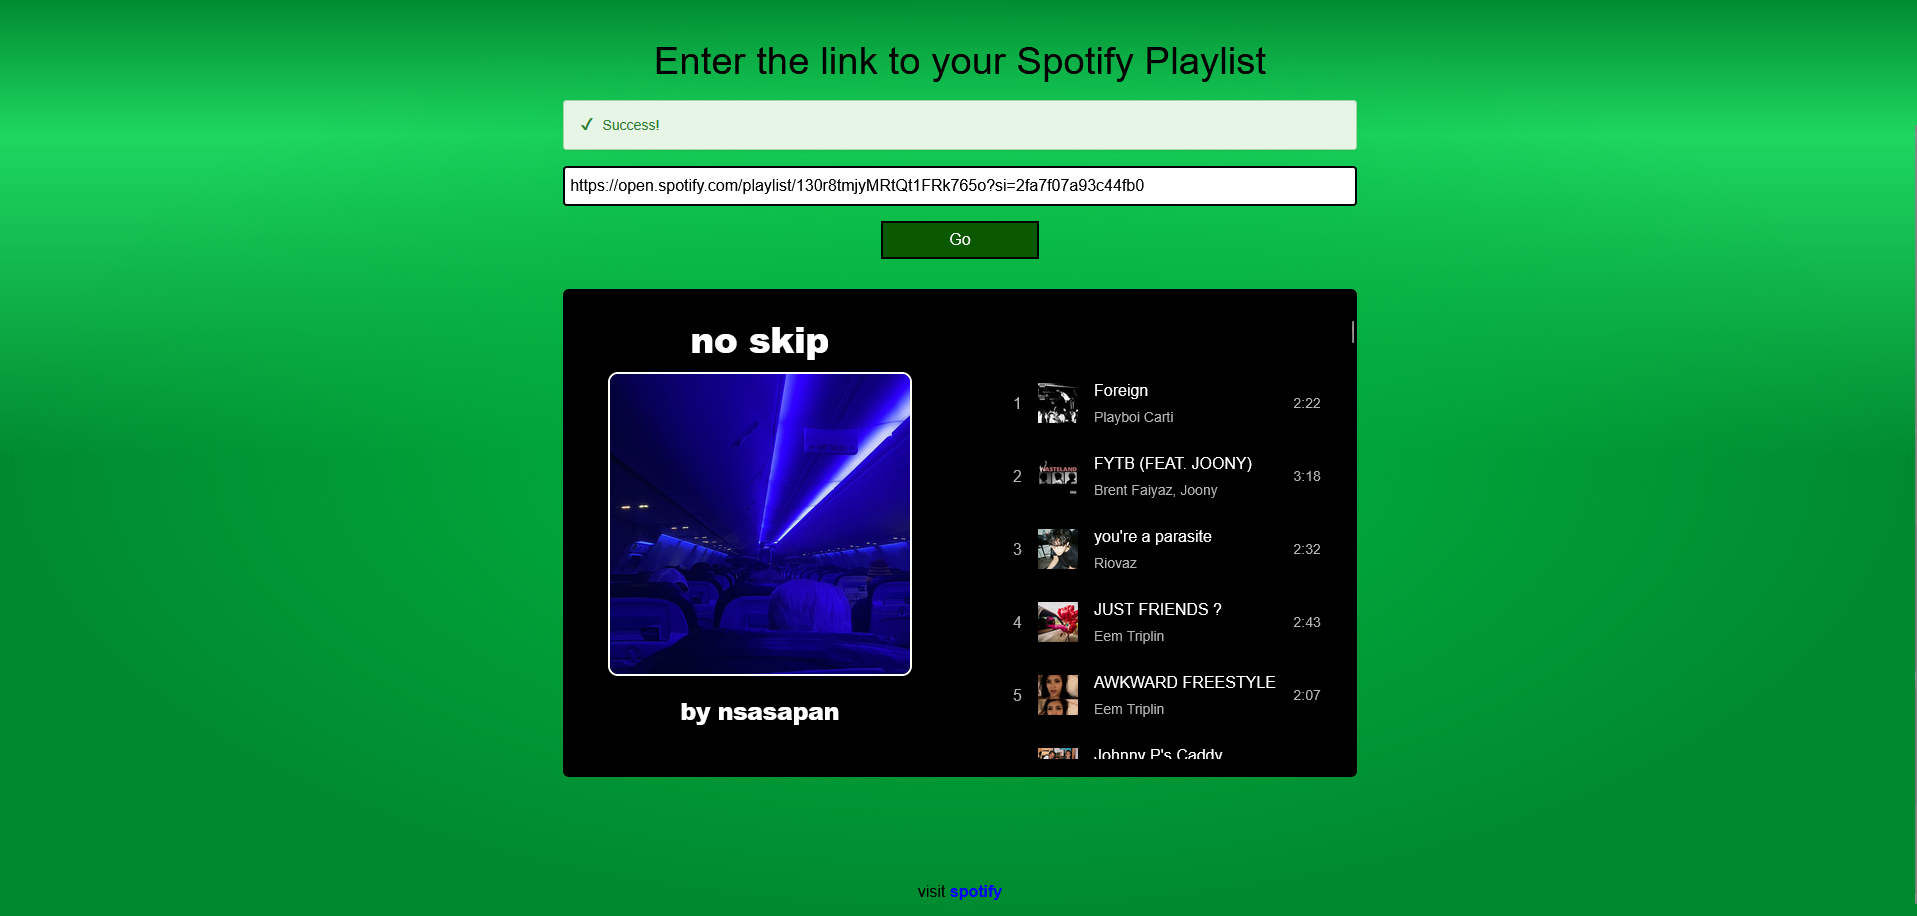 Enter the link to your Spotify Playlist
✓ Success!
https://open.spotify.com/playlist/130r8tmjyMRtQt1FRk765o?si=2fa7f07a93c44fb0
Go
no skip
by nsasapan
1 Foreign 2:22
Playboi Carti
2 WASTELAND FYTB (FEAT. JOONY) 3:18
Brent Faiyaz, Joony
3 you're a parasite 2:32
Riovaz
4 JUST FRIENDS ? 2:43
Eem Triplin
5 AWKWARD FREESTYLE 2:07
Eem Triplin
Johnny P's Caddy
visit spotify